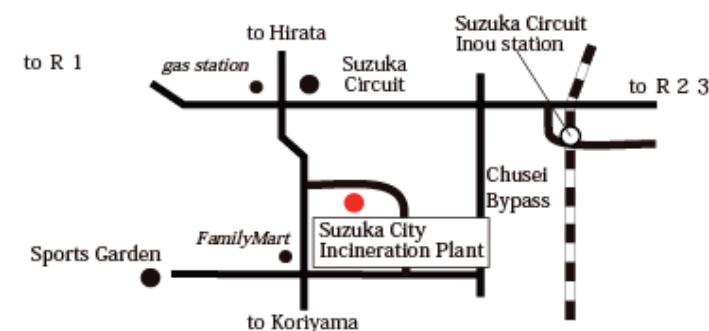 to Hirata
Suzuka Circuit
Inou station
to R 1
gas station
Suzuka
Circuit
to R 2 3
Chusei
Bypass
Suzuka City
Incineration Plant
FamilyMart
Sports Garden
to Koriyama